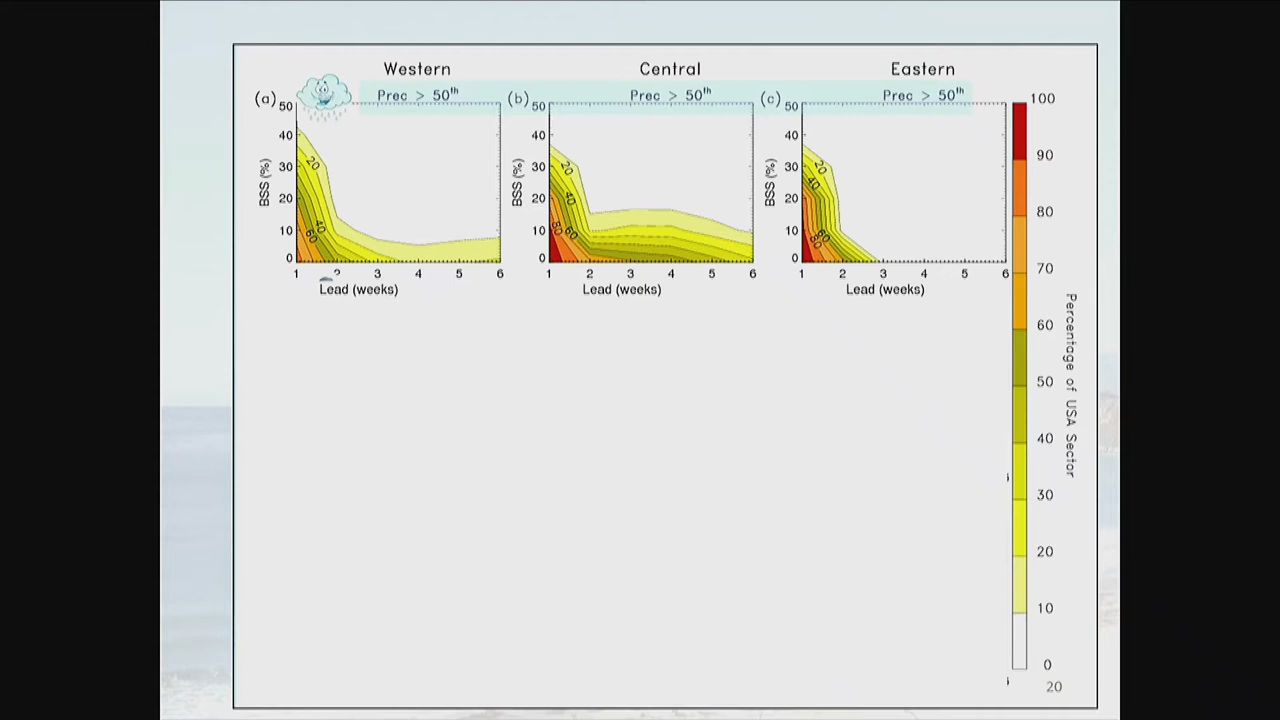 Western Central Eastern
(a) Prec > 50th (b) Prec > 50th (c) Prec > 50th
50 40 30 20 10 0
BSS (%)
20 40 60
1 2 3 4 5 6
Lead (weeks)
50 40 30 20 10 0
BSS (%)
20 40 60 80
1 2 3 4 5 6
Lead (weeks)
50 40 30 20 10 0
BSS (%)
20 40 60 80
1 2 3 4 5 6
Lead (weeks)
100
90
80
70
60
50
40
30
20
10
0
Percentage of USA Sector
20